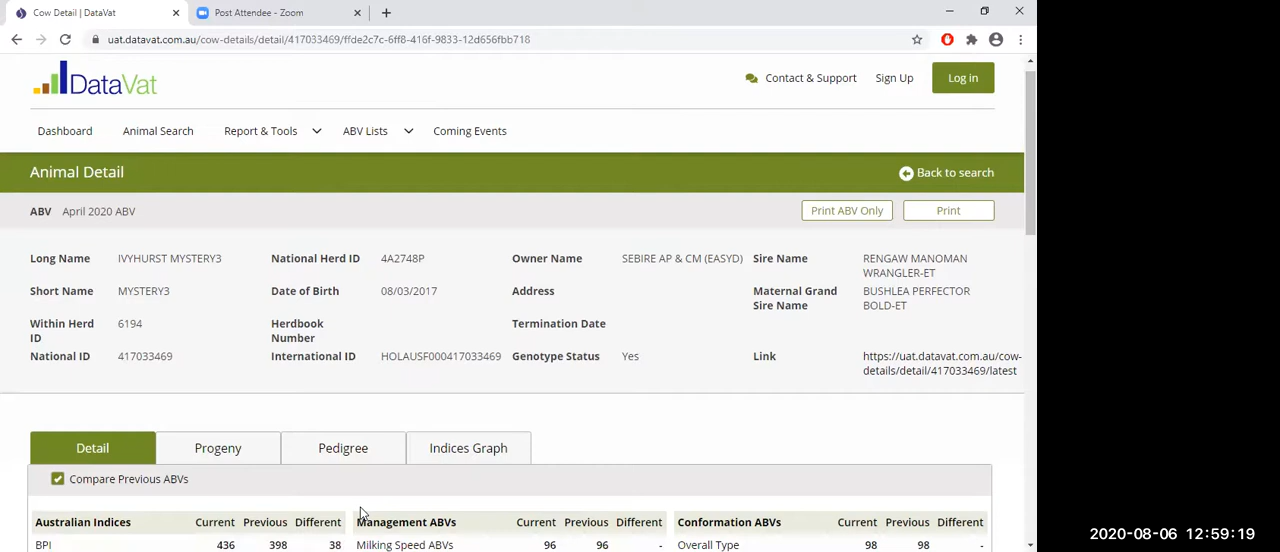 Cow Detail | DataVat
Post Attendee - Zoom
uat.datavat.com.au/cow-details/detail/417033469/ffde2c7c-6ff8-416f-9833-12d656fbb718
DataVat
Contact & Support
Sign Up
Log in
Dashboard
Animal Search
Report & Tools
ABV Lists
Coming Events
Animal Detail
Back to search
ABV April 2020 ABV
Print ABV Only
Print
Long Name IVYHURST MYSTERY3
National Herd ID 4A2748P
Owner Name SEBIRE AP & CM (EASYD)
Sire Name RENGAW MANOMAN
WRANGLER-ET
Short Name MYSTERY3
Date of Birth 08/03/2017
Address
Maternal Grand BUSHLEA PERFECTOR
Sire Name BOLD-ET
Within Herd 6194
ID
Herdbook
Number
Termination Date
National ID 417033469
International ID HOLAUSF000417033469
Genotype Status Yes
Link https://uat.datavat.com.au/cow-
details/detail/417033469/latest
Detail
Progeny
Pedigree
Indices Graph
Compare Previous ABVs
Australian Indices Current Previous Different
Management ABVs Current Previous Different
Conformation ABVs Current Previous Different
BPI 436 398 38
Milking Speed ABVs 96 96 -
Overall Type 98 98 -
2020-08-06 12:59:19